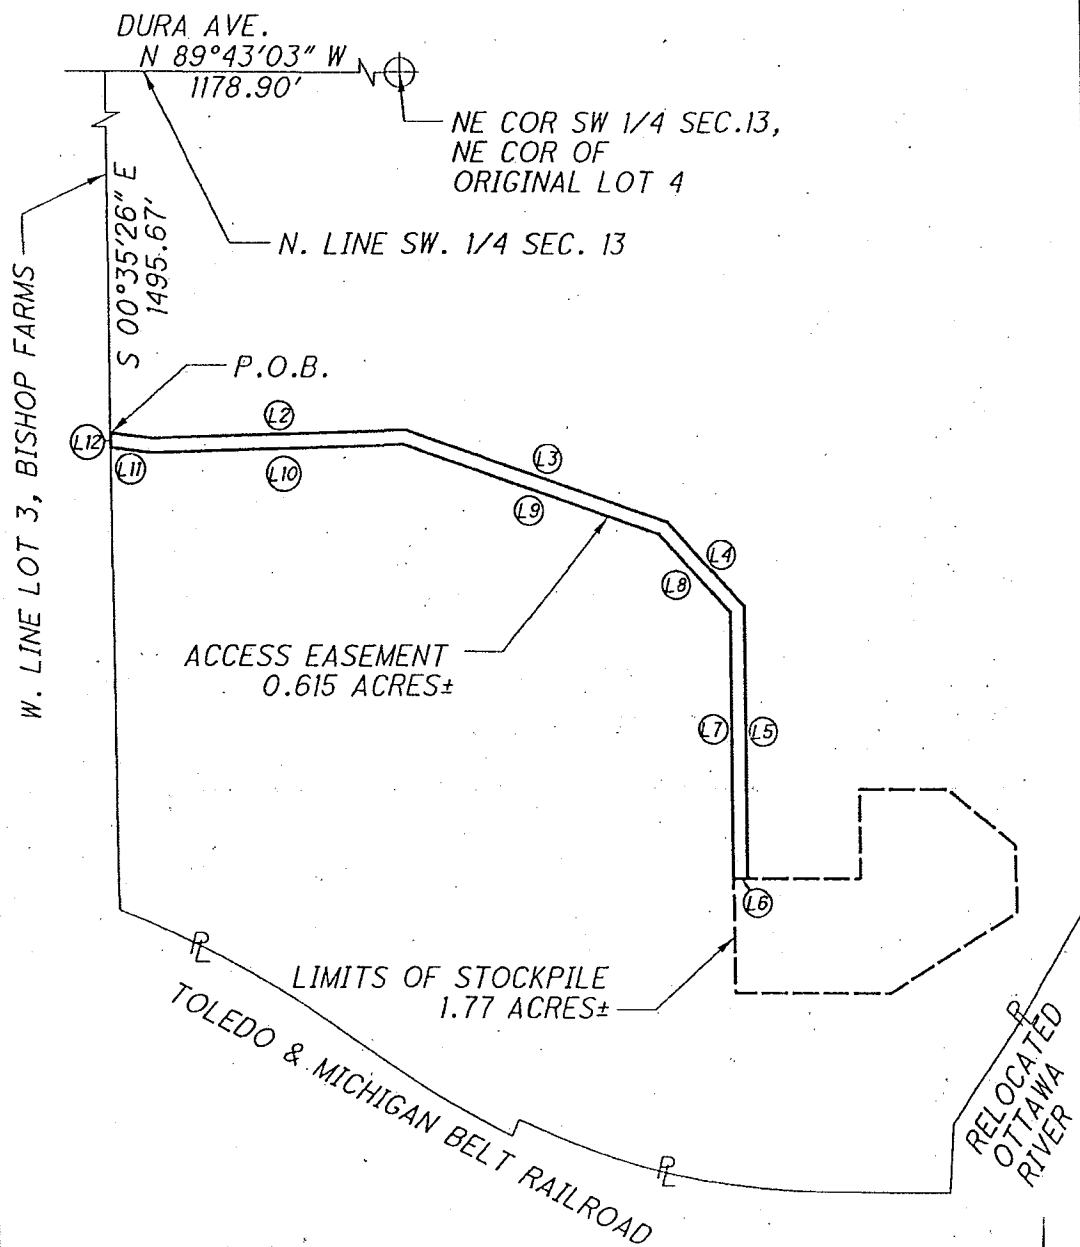 DURA AVE.
N 89°43'03" W
1178.90'
NE COR SW 1/4 SEC.13,
NE COR OF
ORIGINAL LOT 4
S 00°35'26" E
1495.67'
N. LINE SW. 1/4 SEC. 13
W. LINE LOT 3, BISHOP FARMS
P.O.B.
L2
L12
L11
L10
L3
L9
L4
L8
ACCESS EASEMENT
0.615 ACRES±
L7
L5
L6
PL
LIMITS OF STOCKPILE
1.77 ACRES±
TOLEDO & MICHIGAN BELT RAILROAD
PL
PL
RELOCATED
OTTAWA
RIVER